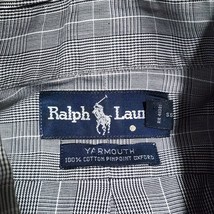 Ralph Lau
YARMOUTH
100% COTTON PINPOINT OXFORD